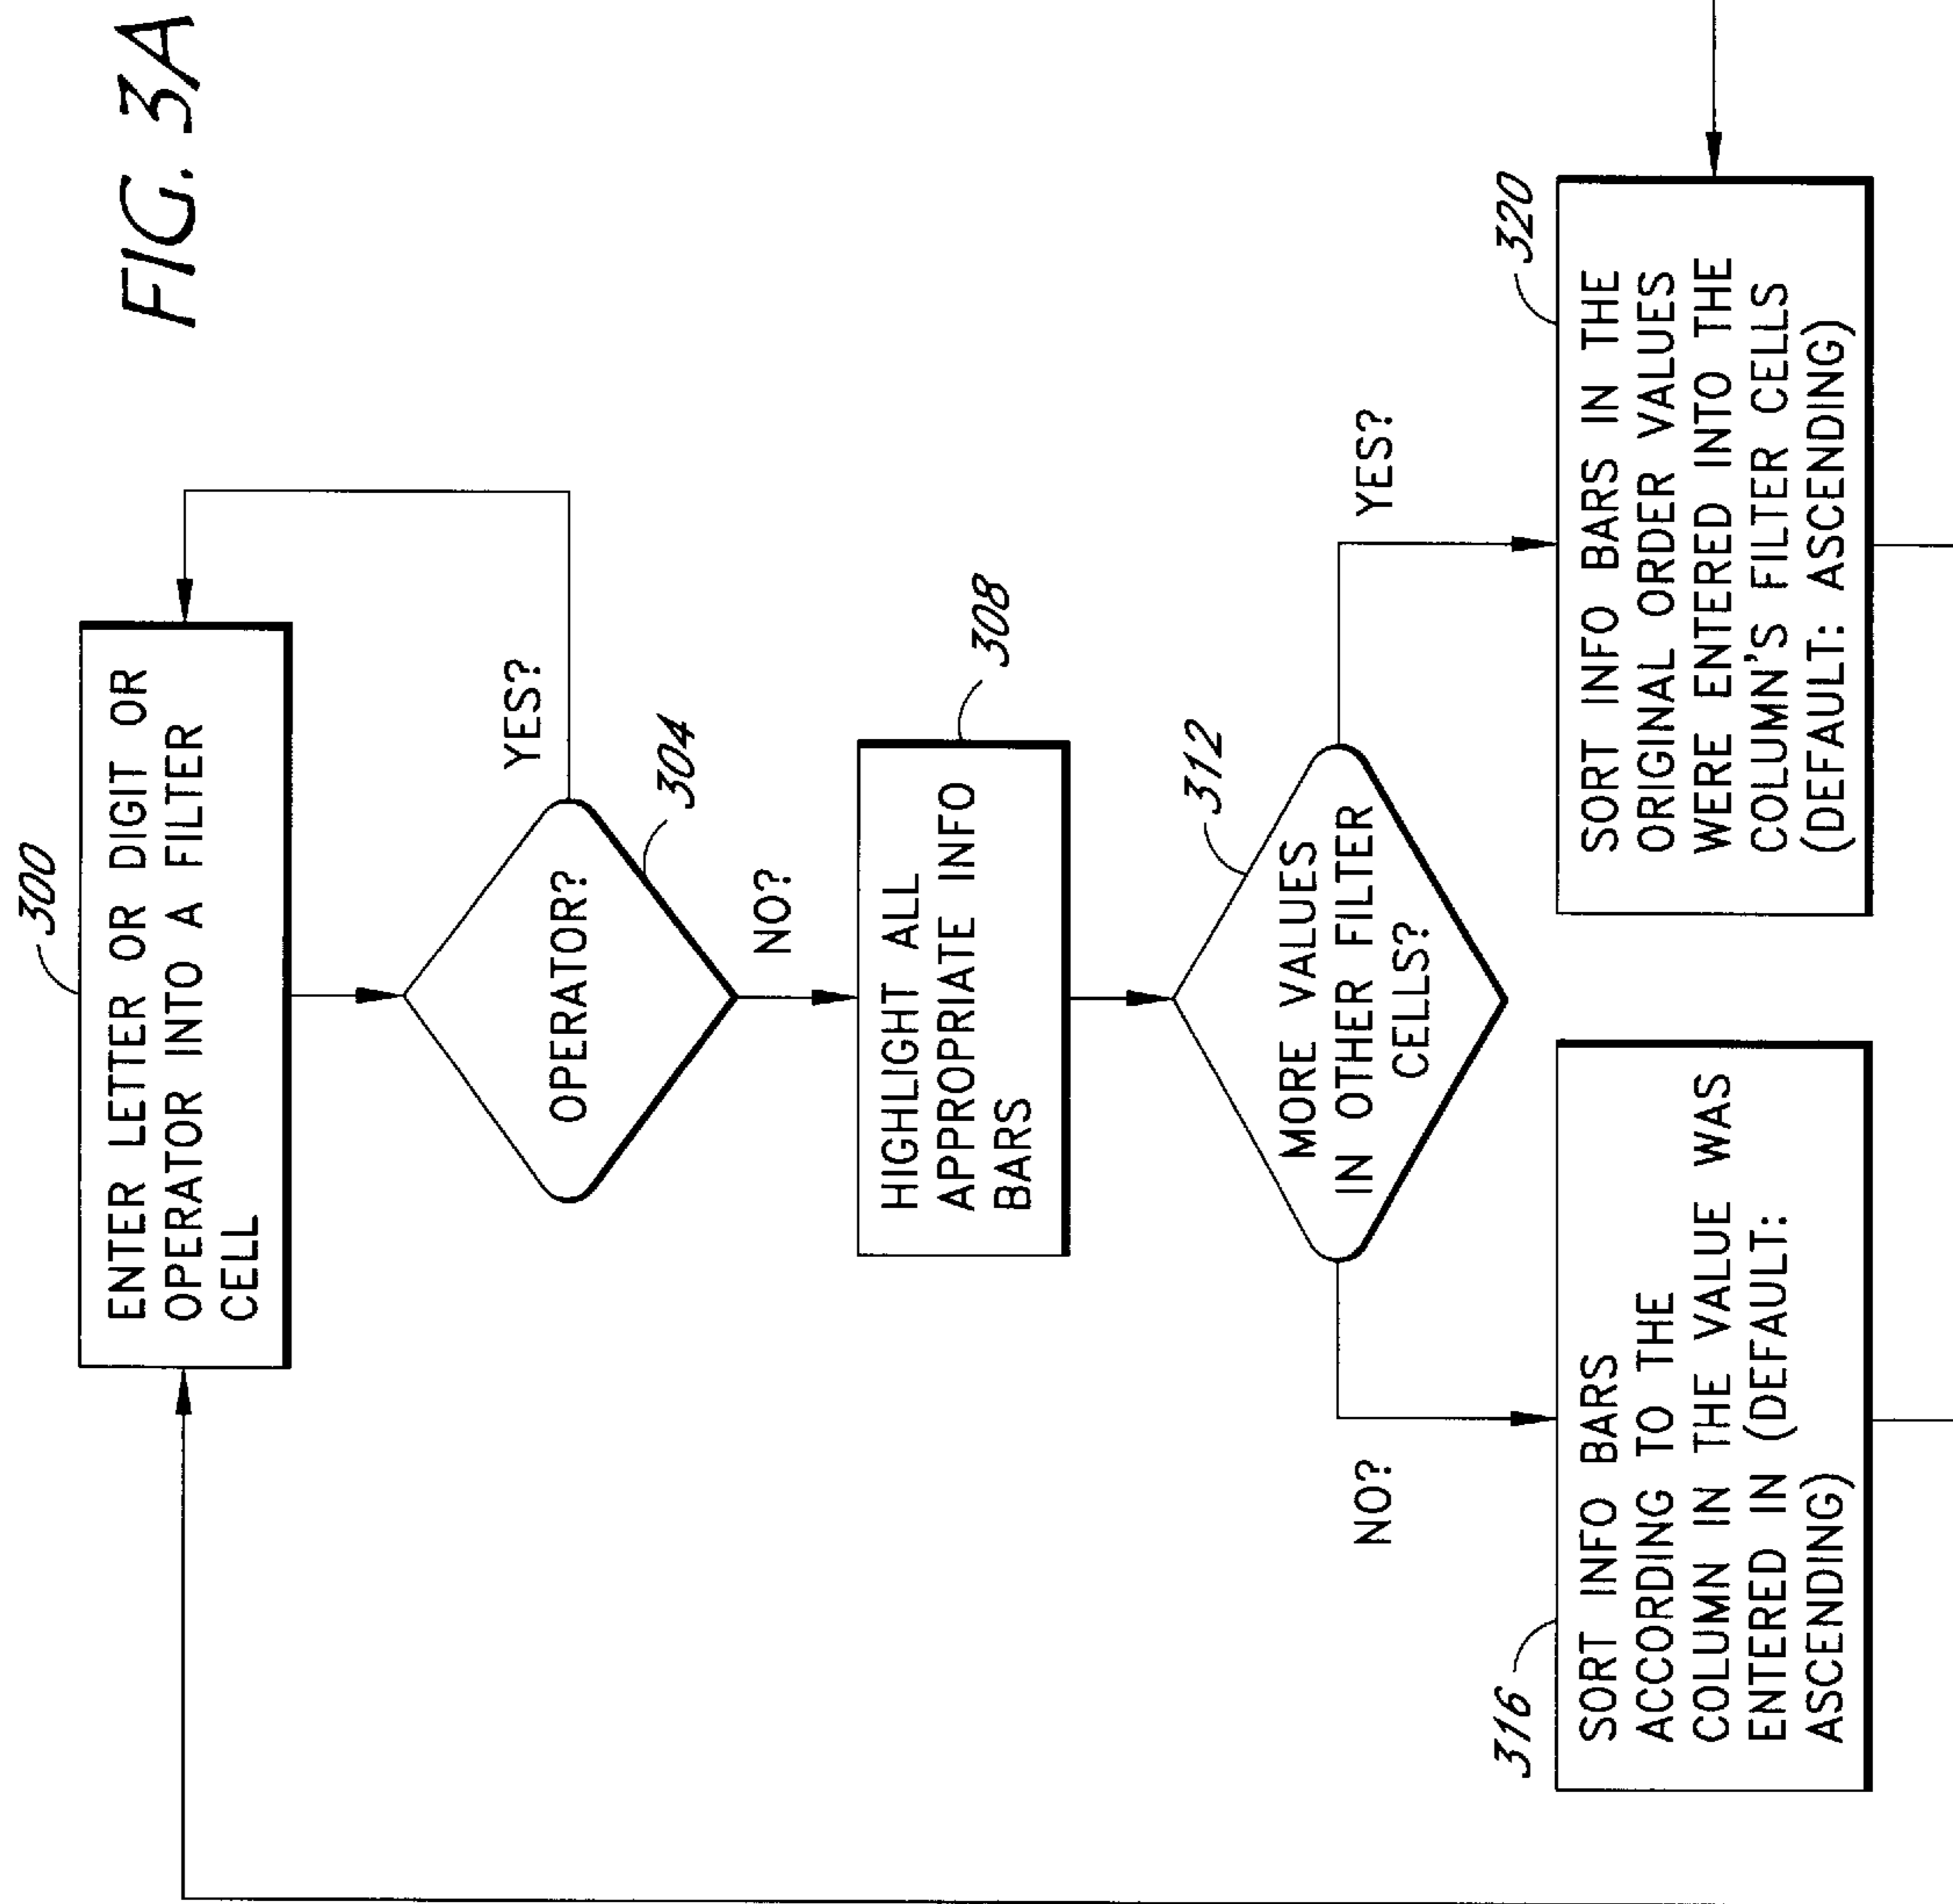 FIG. 3A
300
ENTER LETTER OR DIGIT OR
OPERATOR INTO A FILTER
CELL
OPERATOR?
YES?
304
NO?
308
HIGHLIGHT ALL
APPROPRIATE INFO
BARS
312
MORE VALUES
IN OTHER FILTER
CELLS?
NO?
YES?
316
SORT INFO BARS
ACCORDING TO THE
COLUMN IN THE VALUE WAS
ENTERED IN (DEFAULT:
ASCENDING)
320
SORT INFO BARS IN THE
ORIGINAL ORDER VALUES
WERE ENTERED INTO THE
COLUMN'S FILTER CELLS
(DEFAULT: ASCENDING)